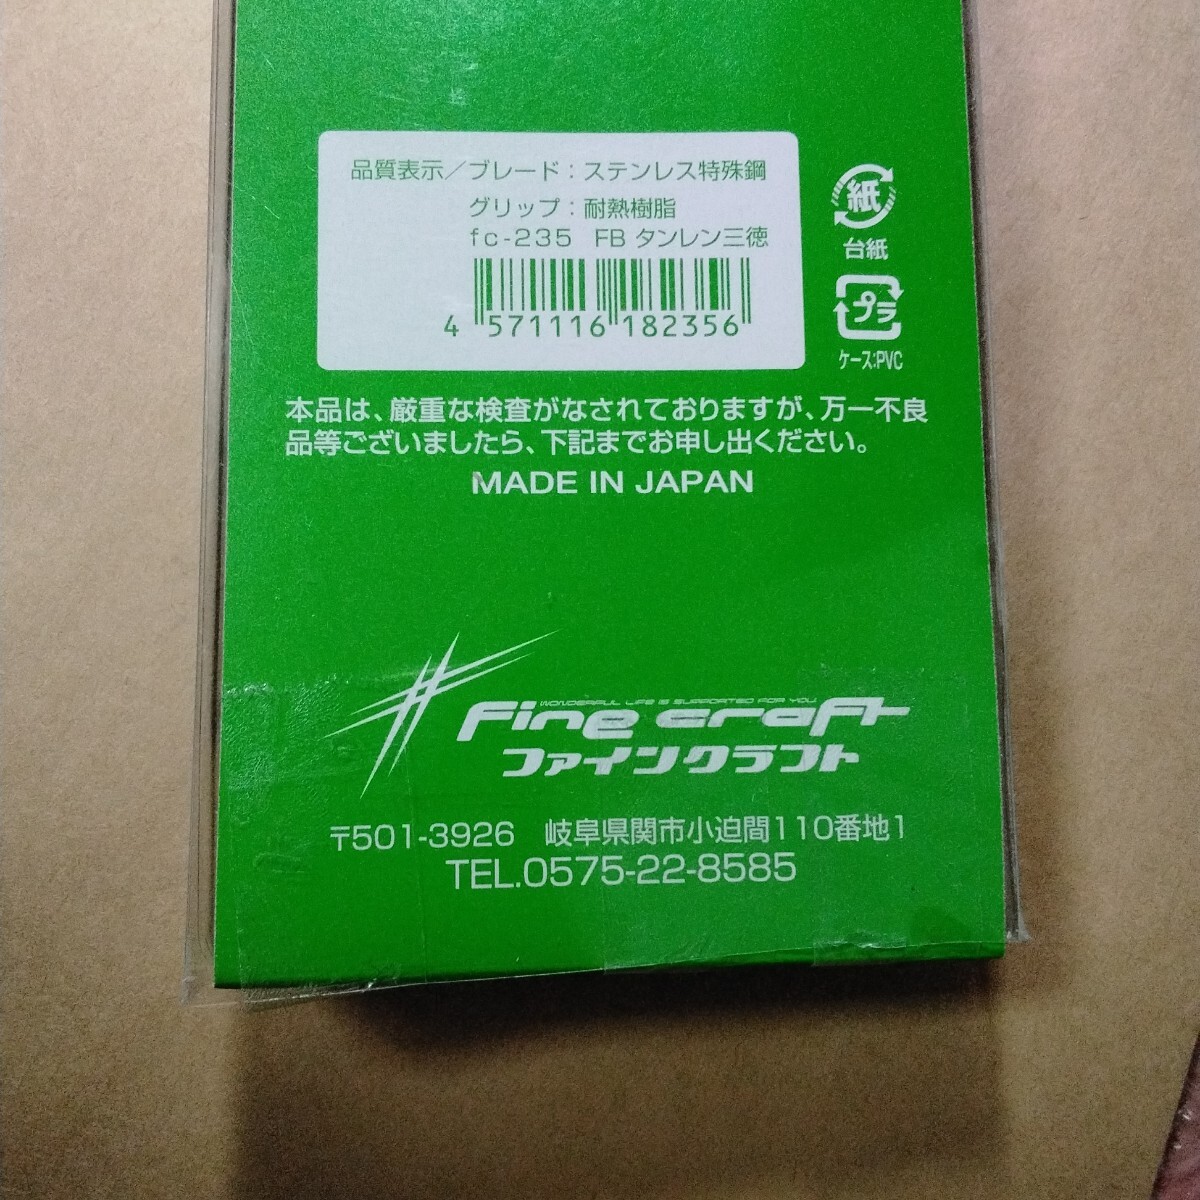 品質表示／ブレード：ステンレス特殊鋼
グリップ：耐熱樹脂
fc-235 FB タンレン三徳
4 571116 182356
紙
台紙
プラ
ケース:PVC
本品は、厳重な検査がなされておりますが、万一不良
品等ございましたら、下記までお申し出ください。
MADE IN JAPAN
WONDERFUL LIFE IS SUPPORTED FOR YOU
Fine craft
ファインクラフト
〒501-3926 岐阜県関市小迫間110番地1
TEL.0575-22-8585